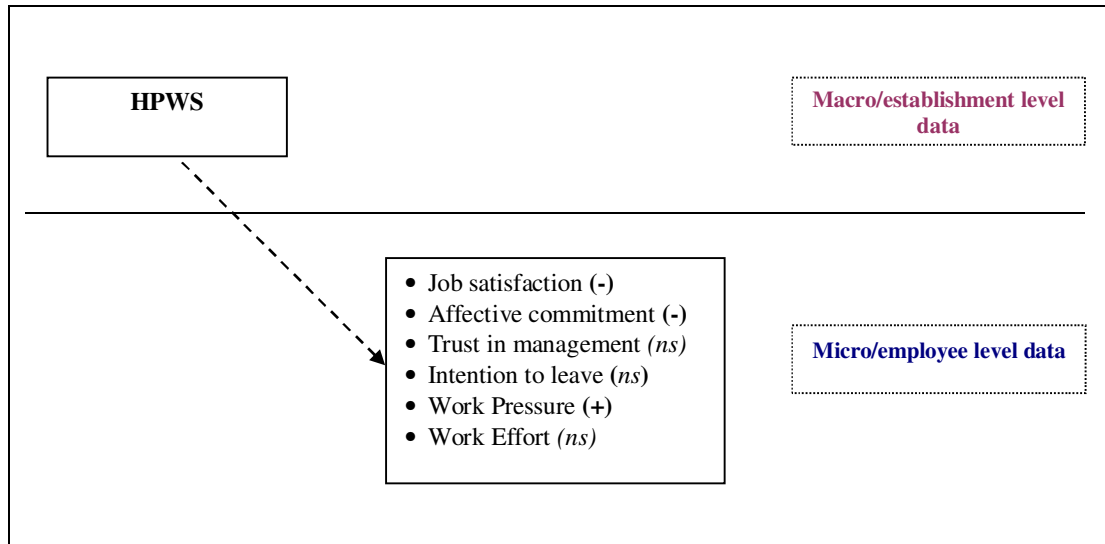 HPWS
Macro/establishment level
data
• Job satisfaction (-)
• Affective commitment (-)
• Trust in management (ns)
• Intention to leave (ns)
• Work Pressure (+)
• Work Effort (ns)
Micro/employee level data